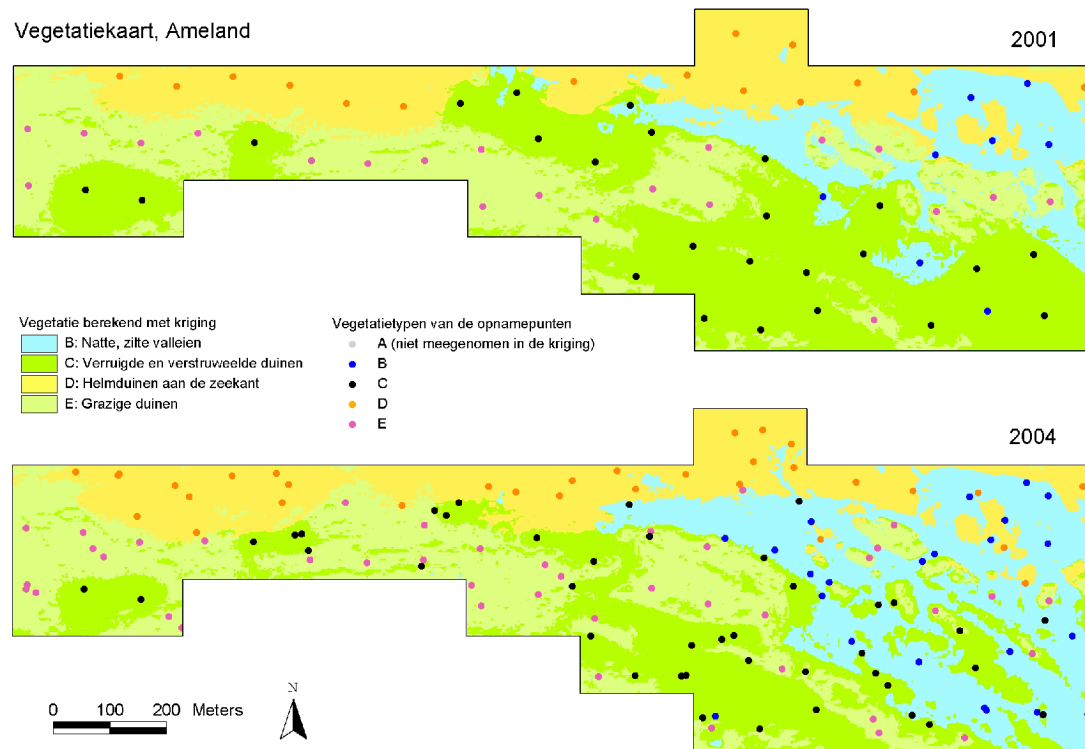 Vegetatiekaart, Ameland
2001
Vegetatie berekend met kriging
B: Natte, zilte valleien
C: Verruigde en verstruweelde duinen
D: Helmduinen aan de zeekant
E: Grazige duinen
Vegetatietypen van de opnamepunten
A (niet meegenomen in de kriging)
B
C
D
E
2004
N
0 100 200 Meters